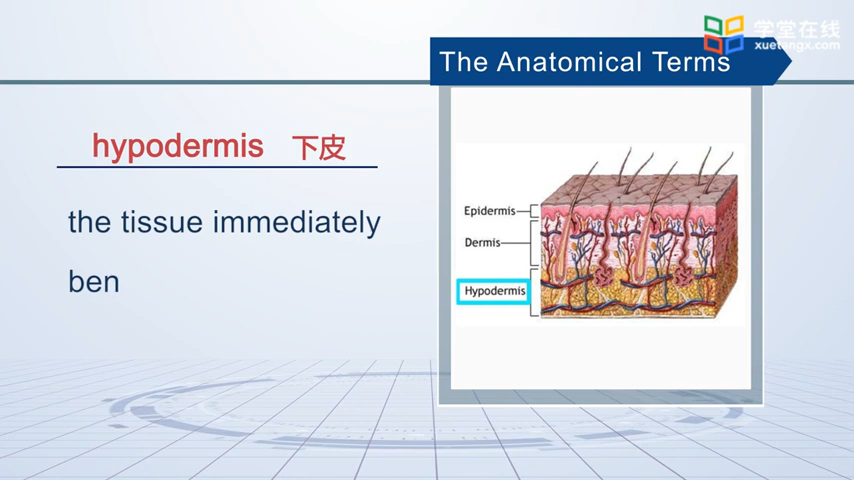 学堂在线
xuetangx.com
The Anatomical Terms
hypodermis 下皮
the tissue immediately
ben
Epidermis
Dermis
Hypodermis